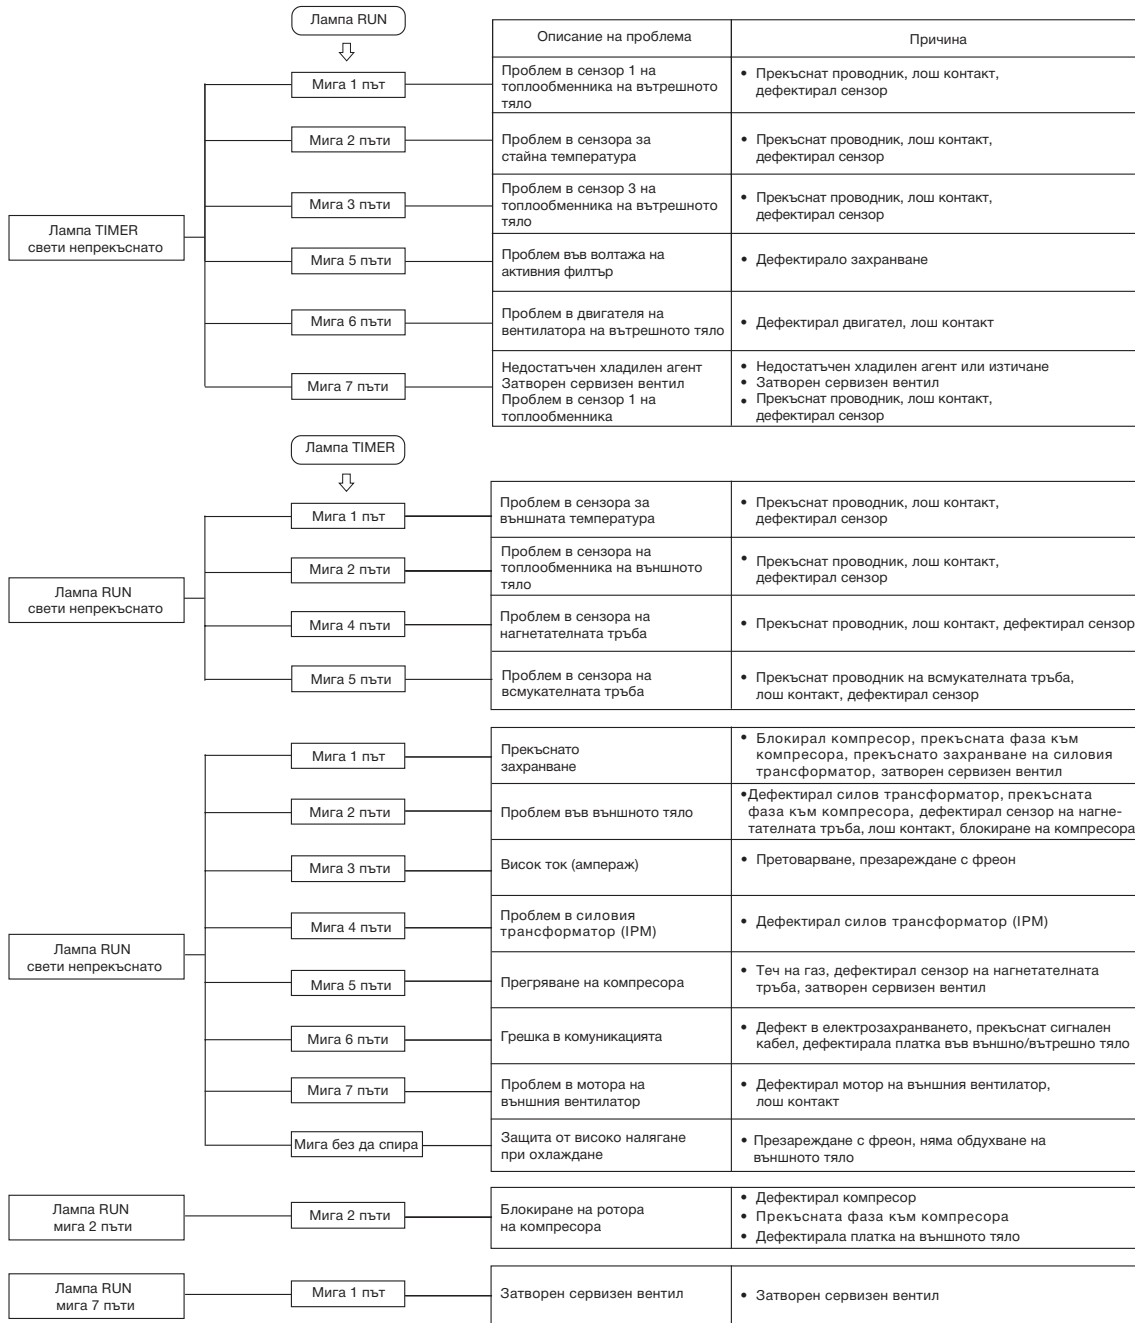 Лампа RUN
Описание на проблема
Причина
Мига 1 път
Проблем в сензор 1 на
топлообменника на вътрешното
тяло
• Прекъснат проводник, лош контакт,
дефектирал сензор
Мига 2 пъти
Проблем в сензора за
стайна температура
• Прекъснат проводник, лош контакт,
дефектирал сензор
Мига 3 пъти
Проблем в сензор 3 на
топлообменника на вътрешното
тяло
• Прекъснат проводник, лош контакт,
дефектирал сензор
Лампа TIMER
свети непрекъснато
Мига 5 пъти
Проблем във волтажа на
активния филтър
• Дефектирало захранване
Мига 6 пъти
Проблем в двигателя на
вентилатора на вътрешното тяло
• Дефектирал двигател, лош контакт
Мига 7 пъти
Недостатъчен хладилен агент
Затворен сервизен вентил
Проблем в сензор 1 на
топлообменника
• Недостатъчен хладилен агент или изтичане
• Затворен сервизен вентил
• Прекъснат проводник, лош контакт,
дефектирал сензор
Лампа TIMER
Мига 1 път
Проблем в сензора за
външната температура
• Прекъснат проводник, лош контакт,
дефектирал сензор
Мига 2 пъти
Проблем в сензора на
топлообменника на външното
тяло
• Прекъснат проводник, лош контакт,
дефектирал сензор
Лампа RUN
свети непрекъснато
Мига 4 пъти
Проблем в сензора на
нагнетателната тръба
• Прекъснат проводник, лош контакт, дефектирал сензор
Мига 5 пъти
Проблем в сензора на
всмукателната тръба
• Прекъснат проводник на всмукателната тръба,
лош контакт, дефектирал сензор
Мига 1 път
Прекъснато
захранване
• Блокирал компресор, прекъсната фаза към
компресора, прекъснато захранване на силовия
трансформатор, затворен сервизен вентил
Мига 2 пъти
Проблем във външното тяло
•Дефектирал силов трансформатор, прекъсната
фаза към компресора, дефектирал сензор на нагне-
тателната тръба, лош контакт, блокиране на компресора
Мига 3 пъти
Висок ток (ампераж)
• Претоварване, презареждане с фреон
Мига 4 пъти
Проблем в силовия
трансформатор (IPM)
• Дефектирал силов трансформатор (IPM)
Лампа RUN
свети непрекъснато
Мига 5 пъти
Прегряване на компресора
• Теч на газ, дефектирал сензор на нагнетателната
тръба, затворен сервизен вентил
Мига 6 пъти
Грешка в комуникацията
• Дефект в електрозахранването, прекъснат сигнален
кабел, дефектирала платка във външно/вътрешно тяло
Мига 7 пъти
Проблем в мотора на
външния вентилатор
• Дефектирал мотор на външния вентилатор,
лош контакт
Мига без да спира
Защита от високо налягане
при охлаждане
• Презареждане с фреон, няма обдухване на
външното тяло
Лампа RUN
мига 2 пъти
Мига 2 пъти
Блокиране на ротора
на компресора
• Дефектирал компресор
• Прекъсната фаза към компресора
• Дефектирала платка на външното тяло
Лампа RUN
мига 7 пъти
Мига 1 път
Затворен сервизен вентил
• Затворен сервизен вентил